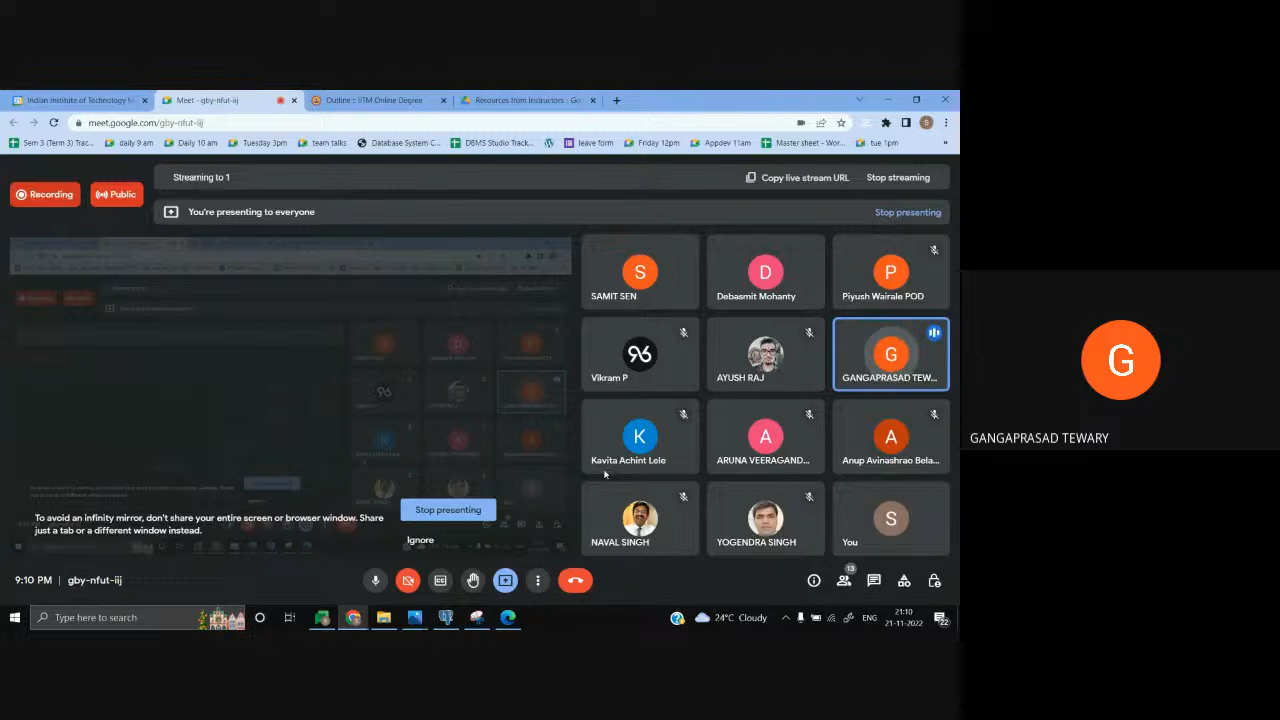 Indian Institute of Technology M
Meet - gby-nfut-iij
Outline :: IITM Online Degree
Resources from Instructors - Go
meet.google.com/gby-nfut-iij
S
Sem 3 (Term 3) Trac...
daily 9 am
Daily 10 am
Tuesday 3pm
team talks
Database System C...
DBMS Studio Track...
leave form
Friday 12pm
Appdev 11am
Master sheet - Wor...
tue 1pm
Recording
Public
Streaming to 1
Copy live stream URL
Stop streaming
You're presenting to everyone
Stop presenting
S
SAMIT SEN
D
Debasmit Mohanty
P
Piyush Wairale POD
96
Vikram P
AYUSH RAJ
G
GANGAPRASAD TEW...
K
Kavita Achint Lele
A
ARUNA VEERAGAND...
A
Anup Avinashrao Bela...
NAVAL SINGH
YOGENDRA SINGH
S
You
To avoid an infinity mirror, don't share your entire screen or browser window. Share
just a tab or a different window instead.
Stop presenting
Ignore
9:10 PM | gby-nfut-iij
13
Type here to search
24°C Cloudy
ENG
21:10
21-11-2022
22
G
GANGAPRASAD TEWARY